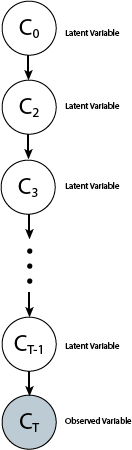 C0 Latent Variable
C2 Latent Variable
C3 Latent Variable
CT-1 Latent Variable
CT Observed Variable